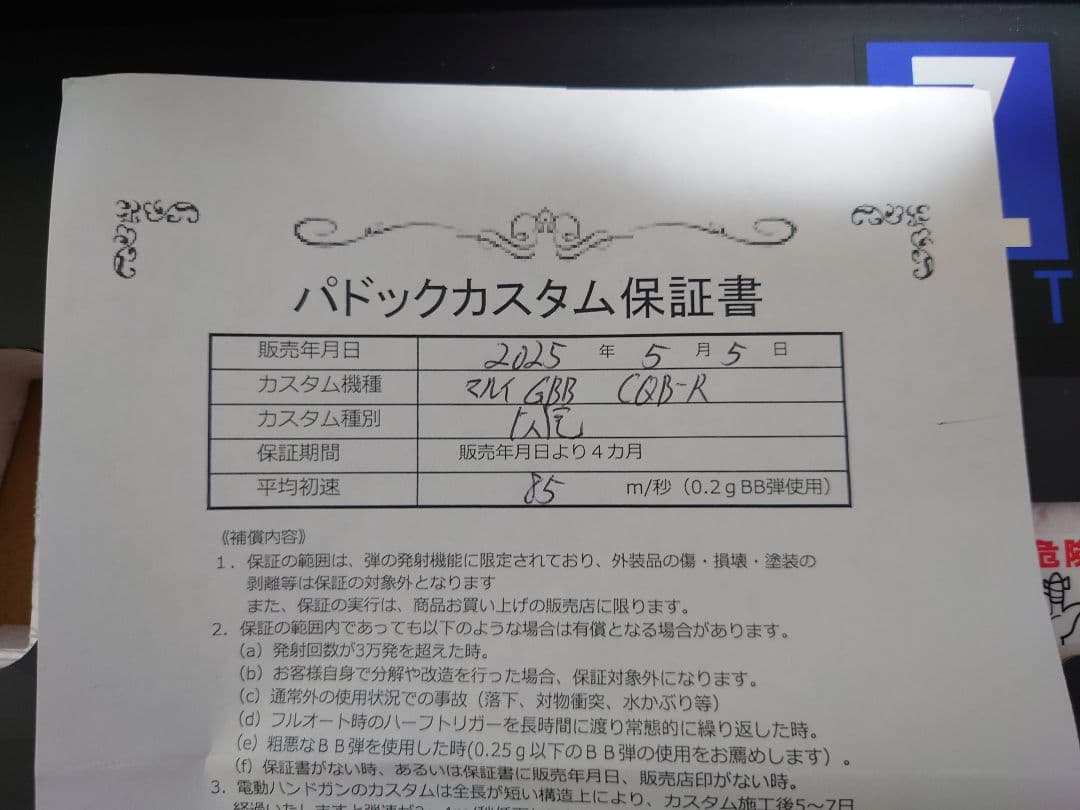 パドックカスタム保証書
販売年月日 2025 年 5 月 5 日
カスタム機種 マルイ GBB CQB-R
カスタム種別
保証期間 販売年月日より4カ月
平均初速 85 m/秒（0.2gBB弾使用）
《補償内容》
1．保証の範囲は、弾の発射機能に限定されており、外装品の傷・損壊・塗装の
剥離等は保証の対象外となります
また、保証の実行は、商品お買い上げの販売店に限ります。
2．保証の範囲内であっても以下のような場合は有償となる場合があります。
(a) 発射回数が3万発を超えた時。
(b) お客様自身で分解や改造を行った場合、保証対象外になります。
(c) 通常外の使用状況での事故（落下、対物衝突、水かぶり等）
(d) フルオート時のハーフトリガーを長時間に渡り常態的に繰り返した時。
(e) 粗悪なＢＢ弾を使用した時(0.25ｇ以下のＢＢ弾の使用をお薦めします）。
(f) 保証書がない時、あるいは保証書に販売年月日、販売店印がない時。
3．電動ハンドガンのカスタムは全長が短い構造上により、カスタム施工後5〜7日
T
危険